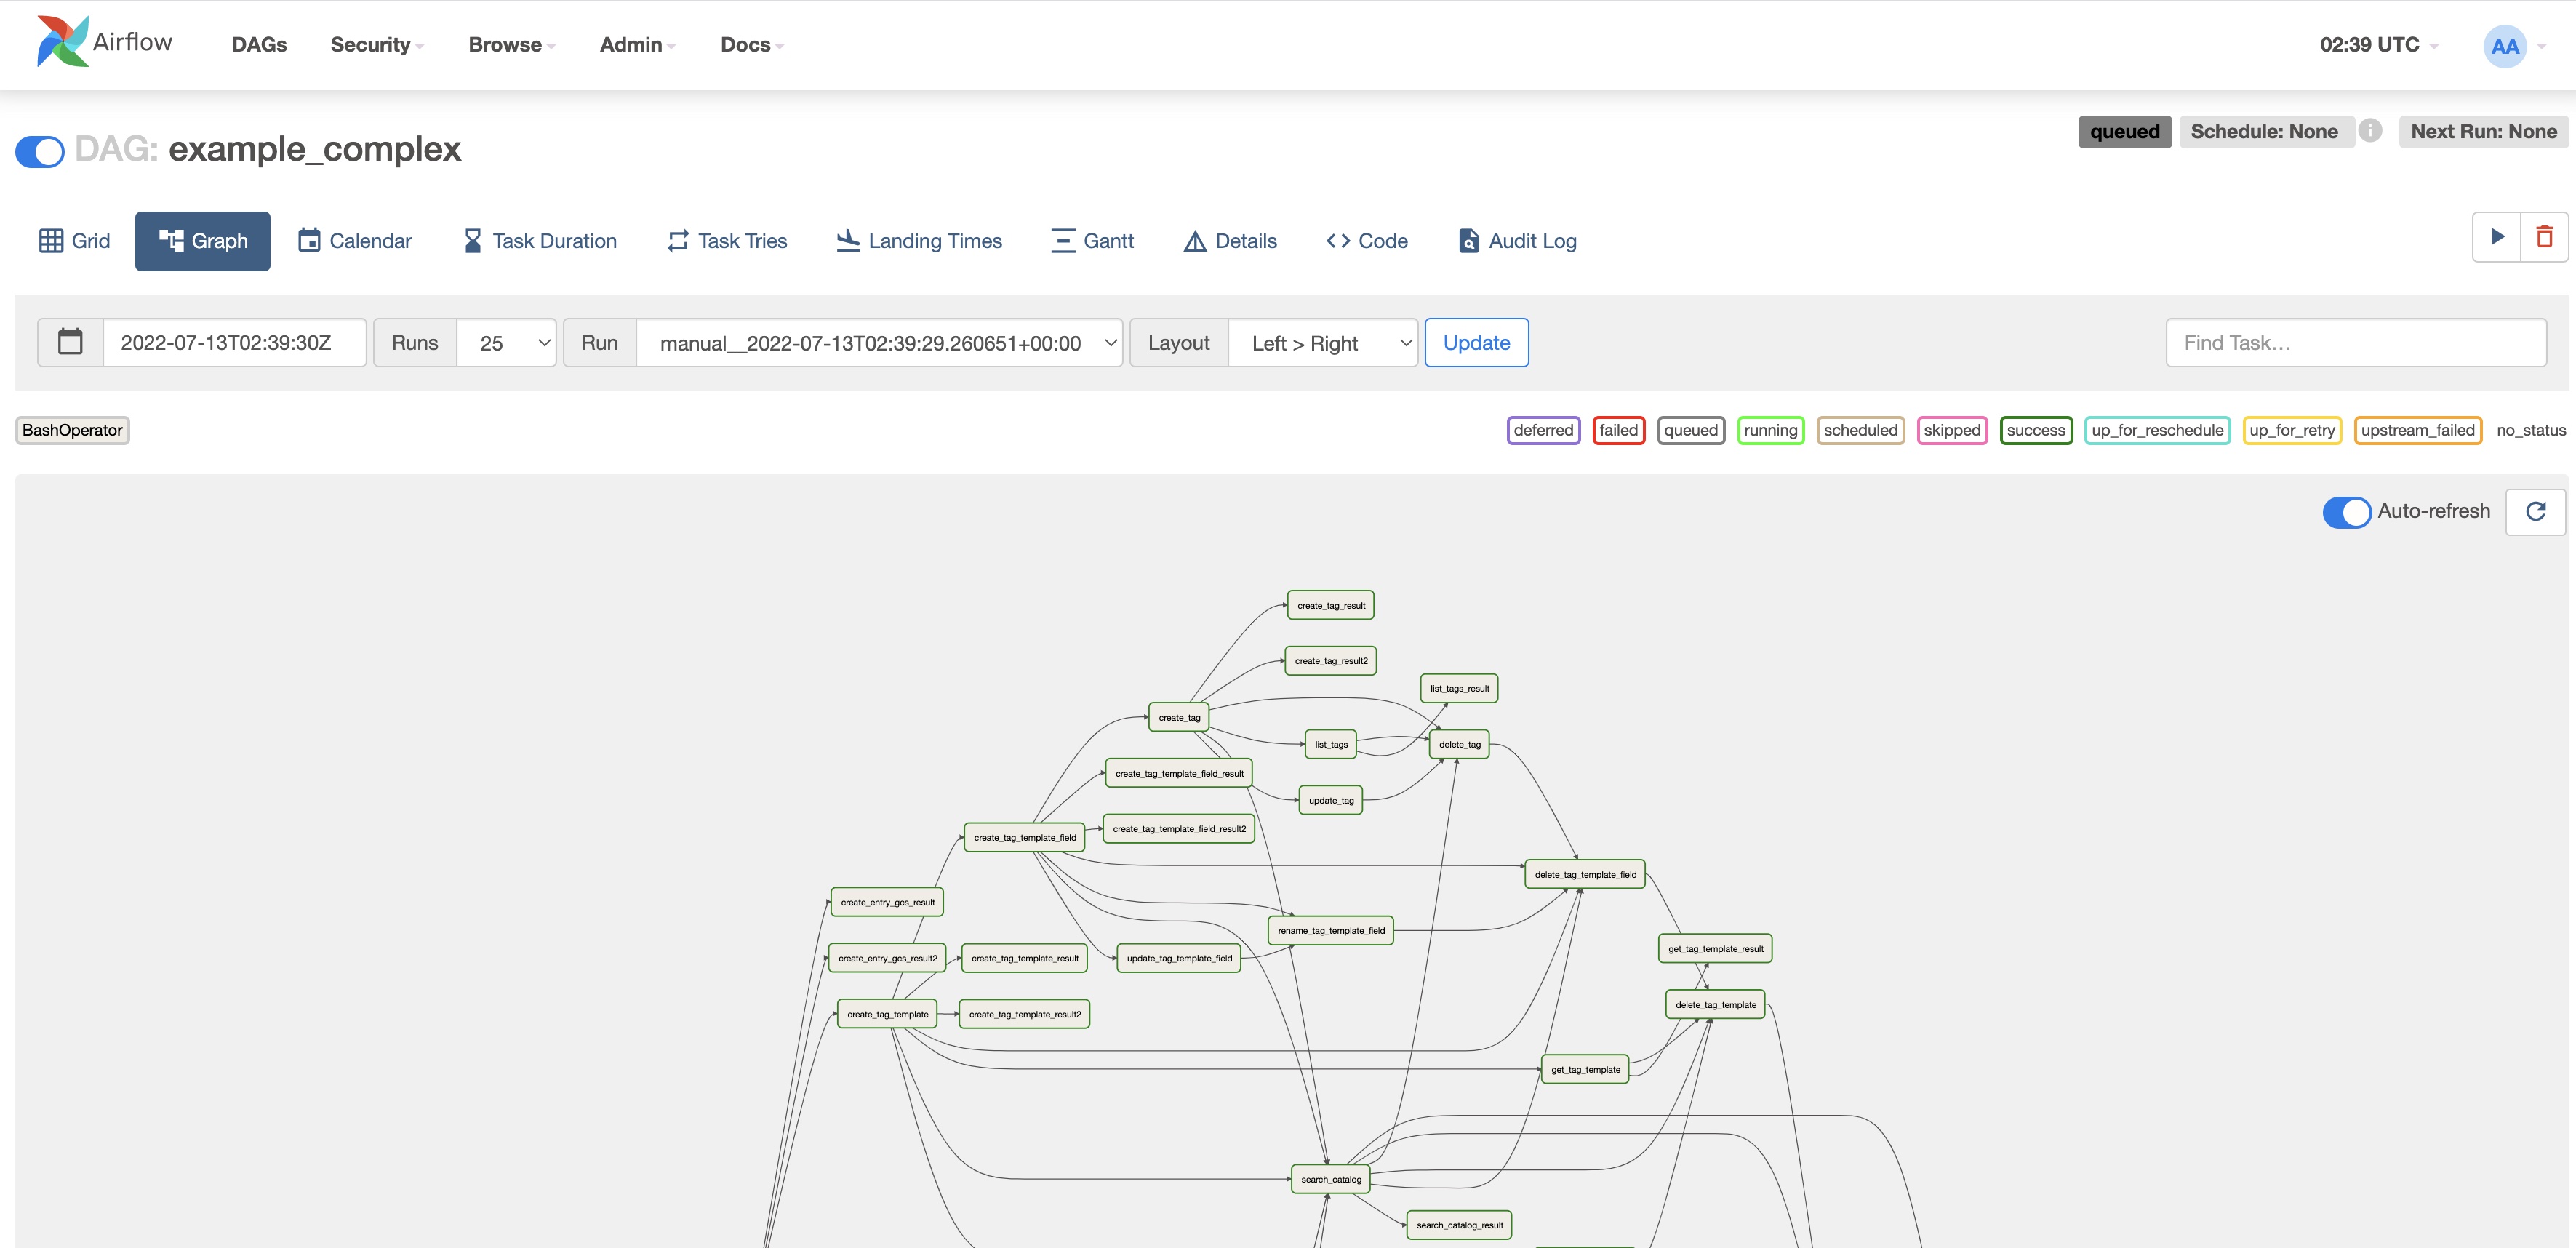 Airflow DAGs Security Browse Admin Docs 02:39 UTC AA
DAG: example_complex
queued Schedule: None i Next Run: None
Grid Graph Calendar Task Duration Task Tries Landing Times Gantt Details Code Audit Log
2022-07-13T02:39:30Z Runs 25 Run manual__2022-07-13T02:39:29.260651+00:00 Layout Left > Right Update Find Task…
BashOperator deferred failed queued running scheduled skipped success up_for_reschedule up_for_retry upstream_failed no_status
Auto-refresh
create_tag_result
create_tag_result2
list_tags_result
create_tag
list_tags
delete_tag
create_tag_template_field_result
update_tag
create_tag_template_field_result2
create_tag_template_field
delete_tag_template_field
create_entry_gcs_result
rename_tag_template_field
get_tag_template_result
create_entry_gcs_result2
create_tag_template_result
update_tag_template_field
delete_tag_template
create_tag_template
create_tag_template_result2
get_tag_template
search_catalog
search_catalog_result